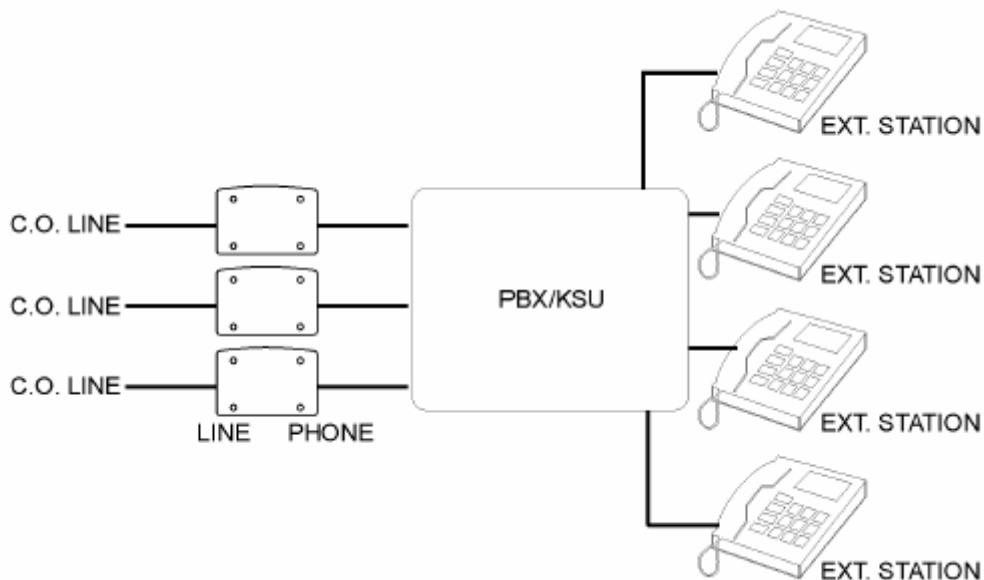 EXT. STATION
C.O. LINE
EXT. STATION
C.O. LINE
PBX/KSU
C.O. LINE
LINE PHONE
EXT. STATION
EXT. STATION